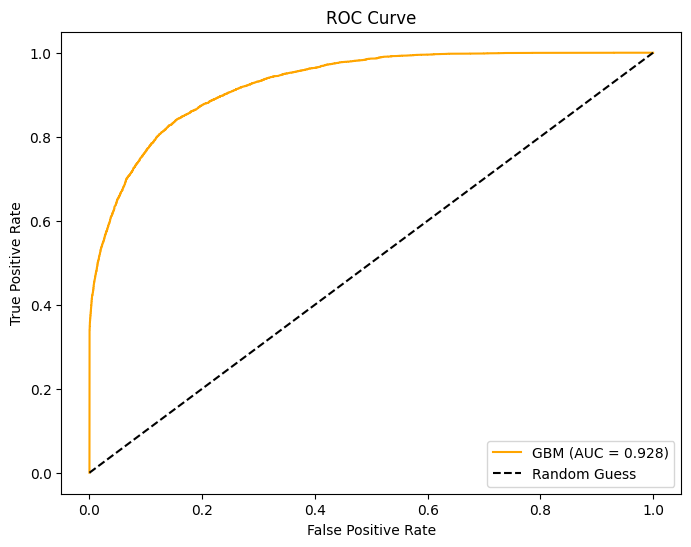 ROC Curve
True Positive Rate
1.0
0.8
0.6
0.4
0.2
0.0
GBM (AUC = 0.928)
Random Guess
0.0 0.2 0.4 0.6 0.8 1.0
False Positive Rate